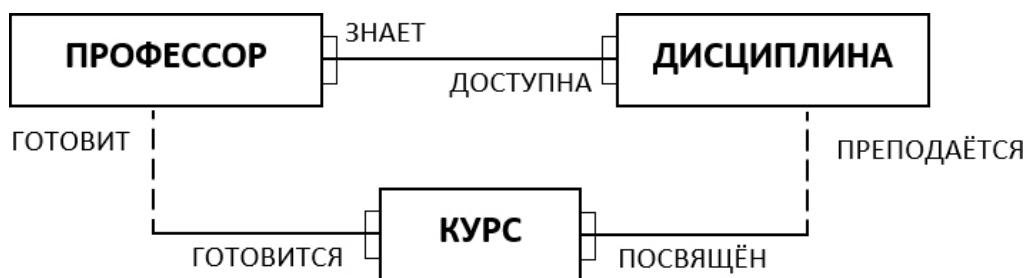 ПРОФЕССОР
ЗНАЕТ
ДОСТУПНА
ДИСЦИПЛИНА
ГОТОВИТ
ПРЕПОДАЁТСЯ
ГОТОВИТСЯ
КУРС
ПОСВЯЩЁН